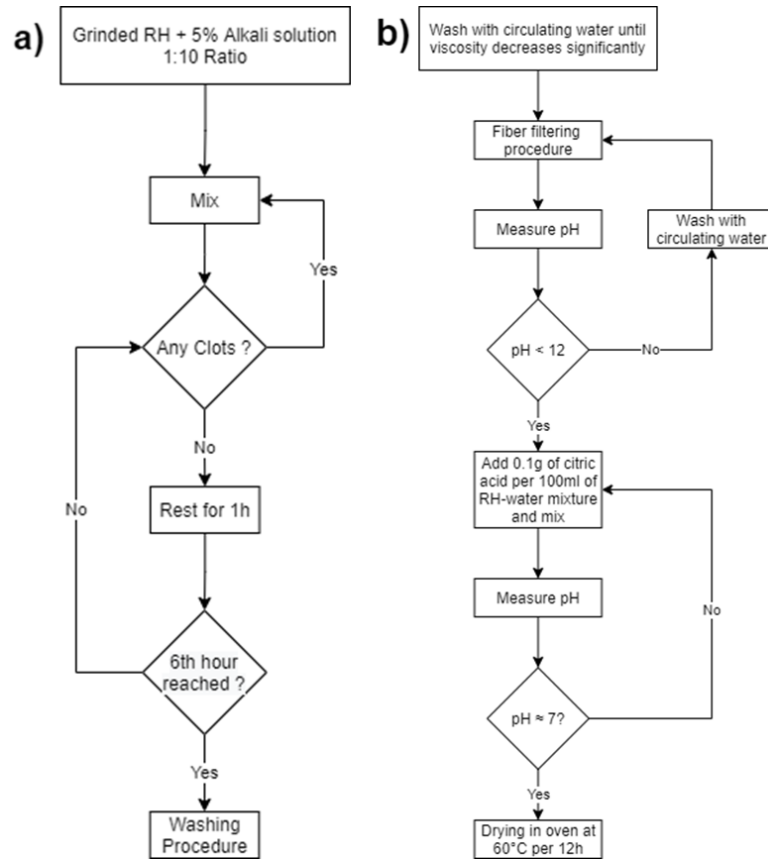 a)
Grinded RH + 5% Alkali solution
1:10 Ratio
Mix
Yes
Any Clots ?
No
No
Rest for 1h
6th hour
reached ?
Yes
Washing
Procedure
b)
Wash with circulating water until
viscosity decreases significantly
Fiber filtering
procedure
Measure pH
Wash with
circulating water
pH < 12
No
Yes
Add 0.1g of citric
acid per 100ml of
RH-water mixture
and mix
Measure pH
No
pH ≈ 7?
Yes
Drying in oven at
60°C per 12h